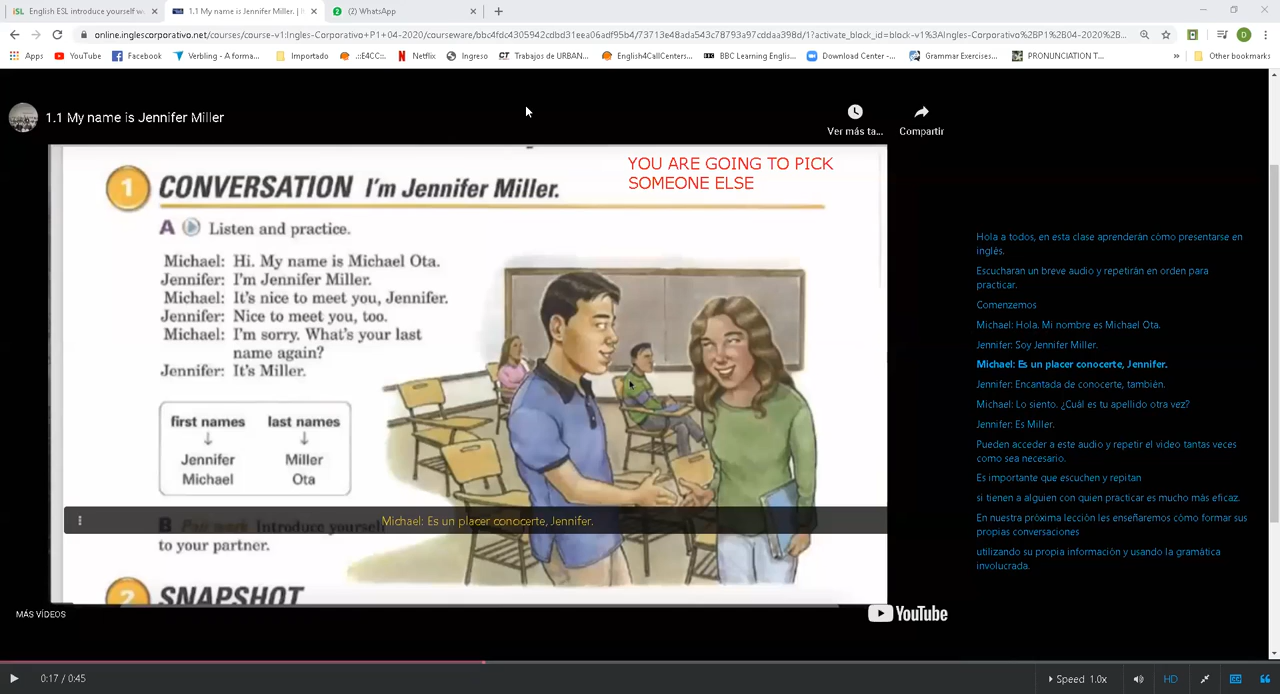 English ESL introduce yourself w
1.1 My name is Jennifer Miller. | I
(2) WhatsApp
online.inglescorporativo.net/courses/course-v1:Ingles-Corporativo+P1+04-2020/courseware/bbc4fdc4305942cdbd31eea06adf95b4/73713e48ada543c78793a97cddaa398d/1?activate_block_id=block-v1%3AIngles-Corporativo%2BP1%2B04-2020%2B...
Apps YouTube Facebook Verbling - A forma... Importado .::E4CC::. Netflix Ingreso Trabajos de URBAN... English4CallCenters... BBC Learning Englis... Download Center -... Grammar Exercises... PRONUNCIATION T... » Other bookmarks
1.1 My name is Jennifer Miller
Ver más ta...
Compartir
YOU ARE GOING TO PICK
SOMEONE ELSE
1 CONVERSATION I'm Jennifer Miller.
A Listen and practice.
Michael: Hi. My name is Michael Ota.
Jennifer: I'm Jennifer Miller.
Michael: It's nice to meet you, Jennifer.
Jennifer: Nice to meet you, too.
Michael: I'm sorry. What's your last
name again?
Jennifer: It's Miller.
first names last names
Jennifer Miller
Michael Ota
Michael: Es un placer conocerte, Jennifer.
B Pair work Introduce yourself
to your partner.
2 SNAPSHOT
MÁS VÍDEOS
YouTube
Hola a todos, en esta clase aprenderán cómo presentarse en
inglés.
Escucharan un breve audio y repetirán en orden para
practicar.
Comenzemos
Michael: Hola. Mi nombre es Michael Ota.
Jennifer: Soy Jennifer Miller.
Michael: Es un placer conocerte, Jennifer.
Jennifer: Encantada de conocerte, también.
Michael: Lo siento. ¿Cuál es tu apellido otra vez?
Jennifer: Es Miller.
Pueden acceder a este audio y repetir el video tantas veces
como sea necesario.
Es importante que escuchen y repitan
si tienen a alguien con quien practicar es mucho más eficaz.
En nuestra próxima lección les enseñaremos cómo formar sus
propias conversaciones
utilizando su propia información y usando la gramática
involucrada.
0:17 / 0:45
Speed 1.0x
HD